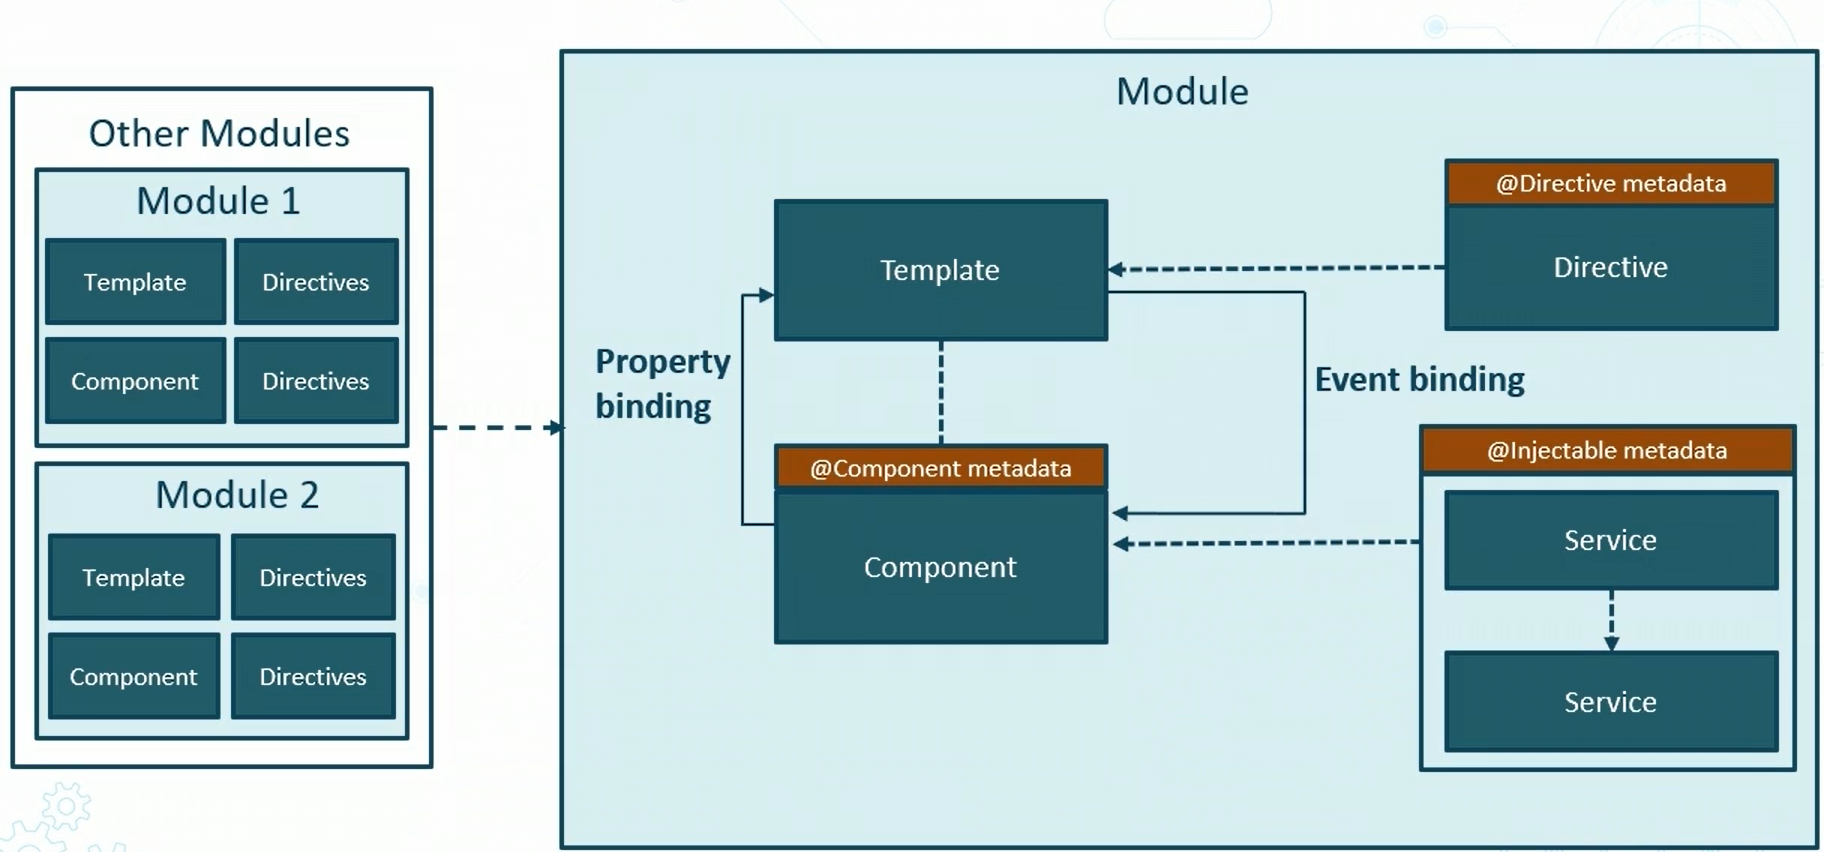 Other Modules
Module 1
Template
Directives
Component
Directives
Module 2
Template
Directives
Component
Directives
Module
@Directive metadata
Directive
Template
Property
binding
Event binding
@Component metadata
Component
@Injectable metadata
Service
Service